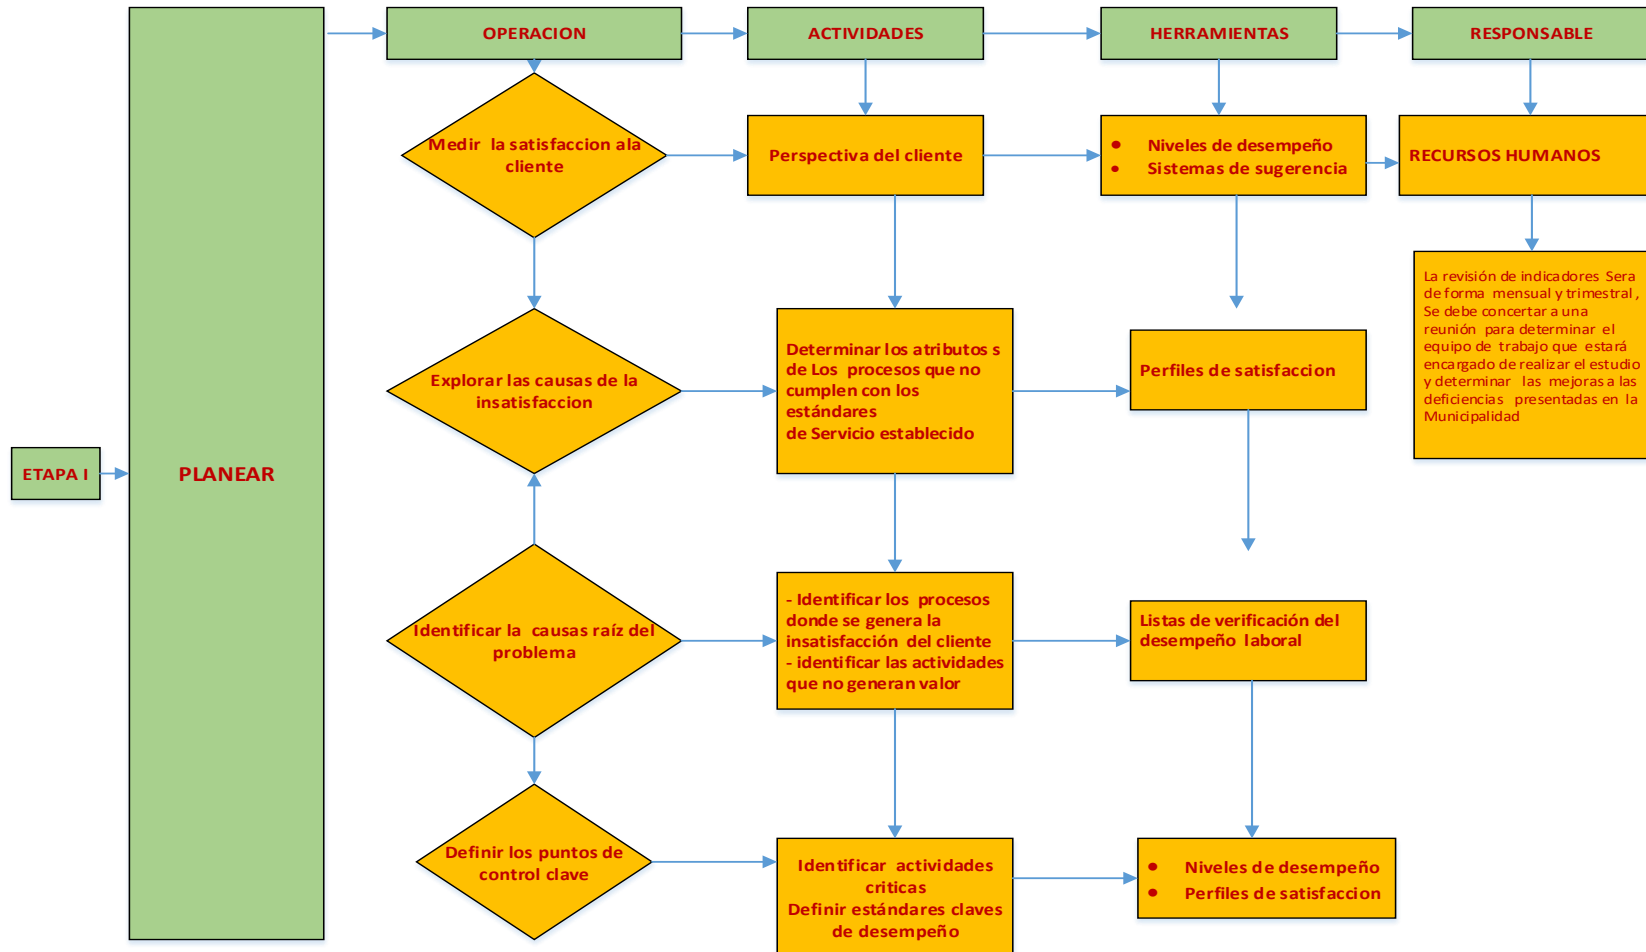 OPERACION
ACTIVIDADES
HERRAMIENTAS
RESPONSABLE
Medir la satisfaccion ala
cliente
Perspectiva del cliente
• Niveles de desempeño
• Sistemas de sugerencia
RECURSOS HUMANOS
La revisión de indicadores Sera
de forma mensual y trimestral,
Se debe concertar a una
reunión para determinar el
equipo de trabajo que estará
encargado de realizar el estudio
y determinar las mejoras a las
deficiencias presentadas en la
Municipalidad
Explorar las causas de la
insatisfaccion
Determinar los atributos s
de Los procesos que no
cumplen con los
estándares
de Servicio establecido
Perfiles de satisfaccion
ETAPA I
PLANEAR
Identificar la causas raíz del
problema
- Identificar los procesos
donde se genera la
insatisfacción del cliente
- identificar las actividades
que no generan valor
Listas de verificación del
desempeño laboral
Definir los puntos de
control clave
Identificar actividades
criticas
Definir estándares claves
de desempeño
• Niveles de desempeño
• Perfiles de satisfaccion